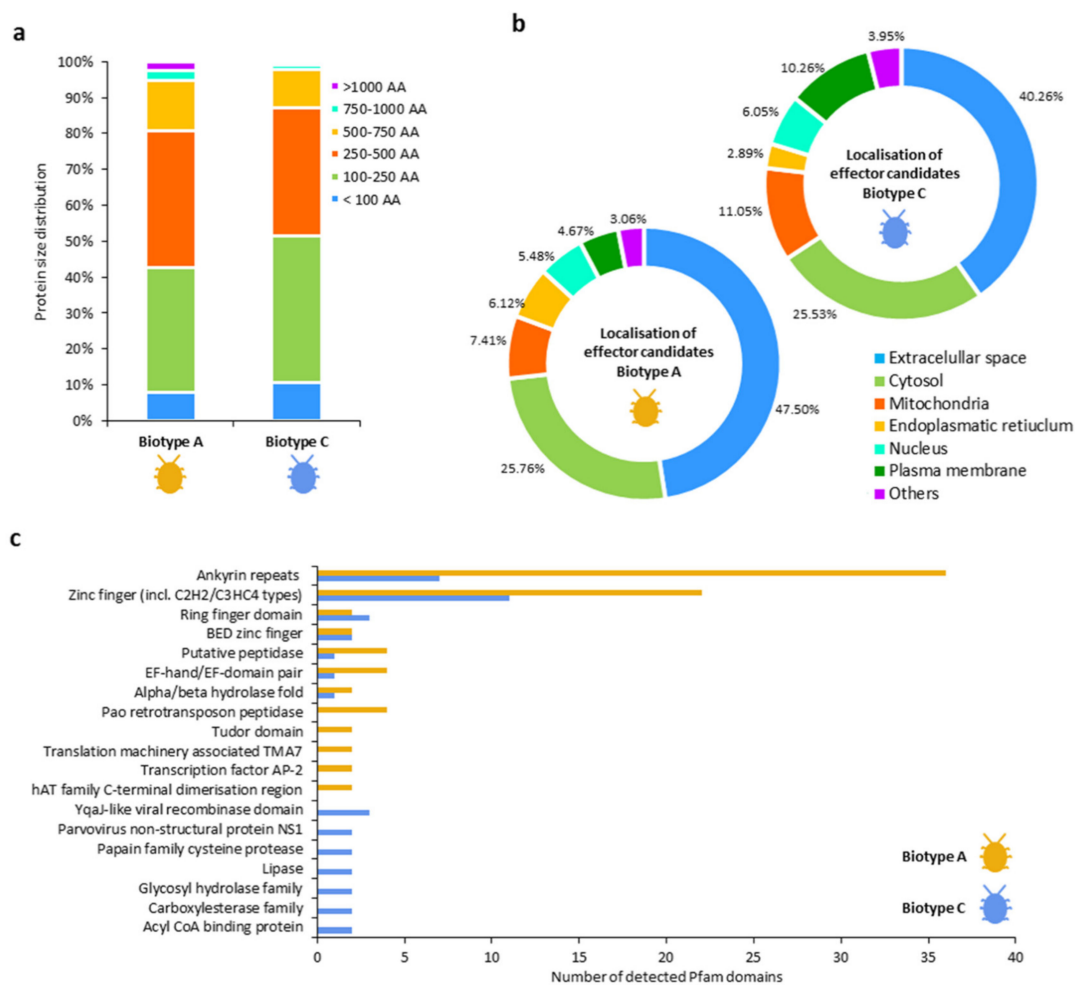 a
100%
90%
80%
70%
60%
50%
40%
30%
20%
10%
0%
Protein size distribution
Biotype A
Biotype C
>1000 AA
750-1000 AA
500-750 AA
250-500 AA
100-250 AA
< 100 AA
b
3.95%
10.26%
6.05%
2.89%
11.05%
25.53%
40.26%
Localisation of
effector candidates
Biotype C
3.06%
4.67%
5.48%
6.12%
7.41%
25.76%
47.50%
Localisation of
effector candidates
Biotype A
Extracelullar space
Cytosol
Mitochondria
Endoplasmatic retiuclum
Nucleus
Plasma membrane
Others
c
Ankyrin repeats
Zinc finger (incl. C2H2/C3HC4 types)
Ring finger domain
BED zinc finger
Putative peptidase
EF-hand/EF-domain pair
Alpha/beta hydrolase fold
Pao retrotransposon peptidase
Tudor domain
Translation machinery associated TMA7
Transcription factor AP-2
hAT family C-terminal dimerisation region
YqaJ-like viral recombinase domain
Parvovirus non-structural protein NS1
Papain family cysteine protease
Lipase
Glycosyl hydrolase family
Carboxylesterase family
Acyl CoA binding protein
Biotype A
Biotype C
0 5 10 15 20 25 30 35 40
Number of detected Pfam domains